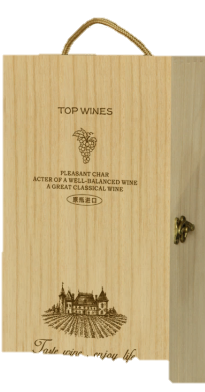 TOP WINES
PLEASANT CHAR
ACTER OF A WELL-BALANCED WINE
A GREAT CLASSICAL WINE
原瓶进口
Taste wine . enjoy life